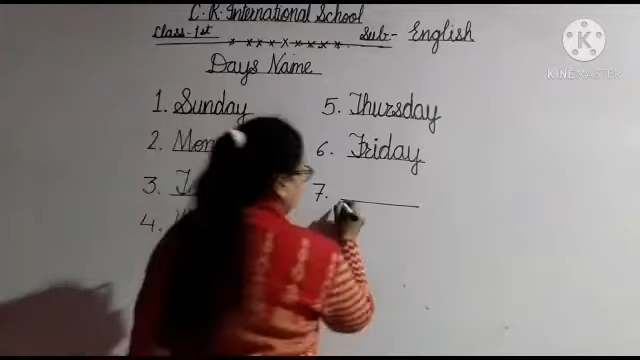 C.R. International School
Class-1st Sub- English
Days Name
1. Sunday
2. Mon
3. T
4.
5. Thursday
6. Friday
7.
KINEMASTER